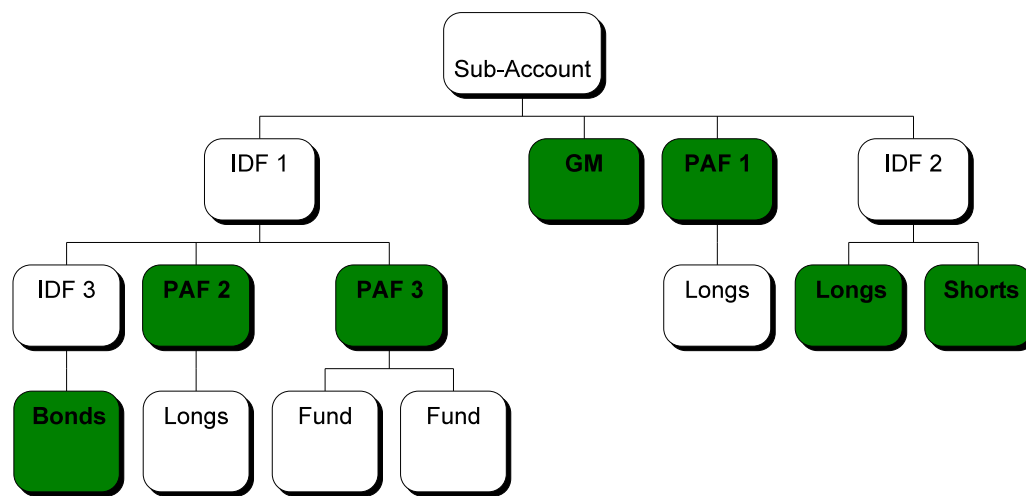 Sub-Account
IDF 1
GM
PAF 1
IDF 2
IDF 3
PAF 2
PAF 3
Longs
Longs
Shorts
Bonds
Longs
Fund
Fund